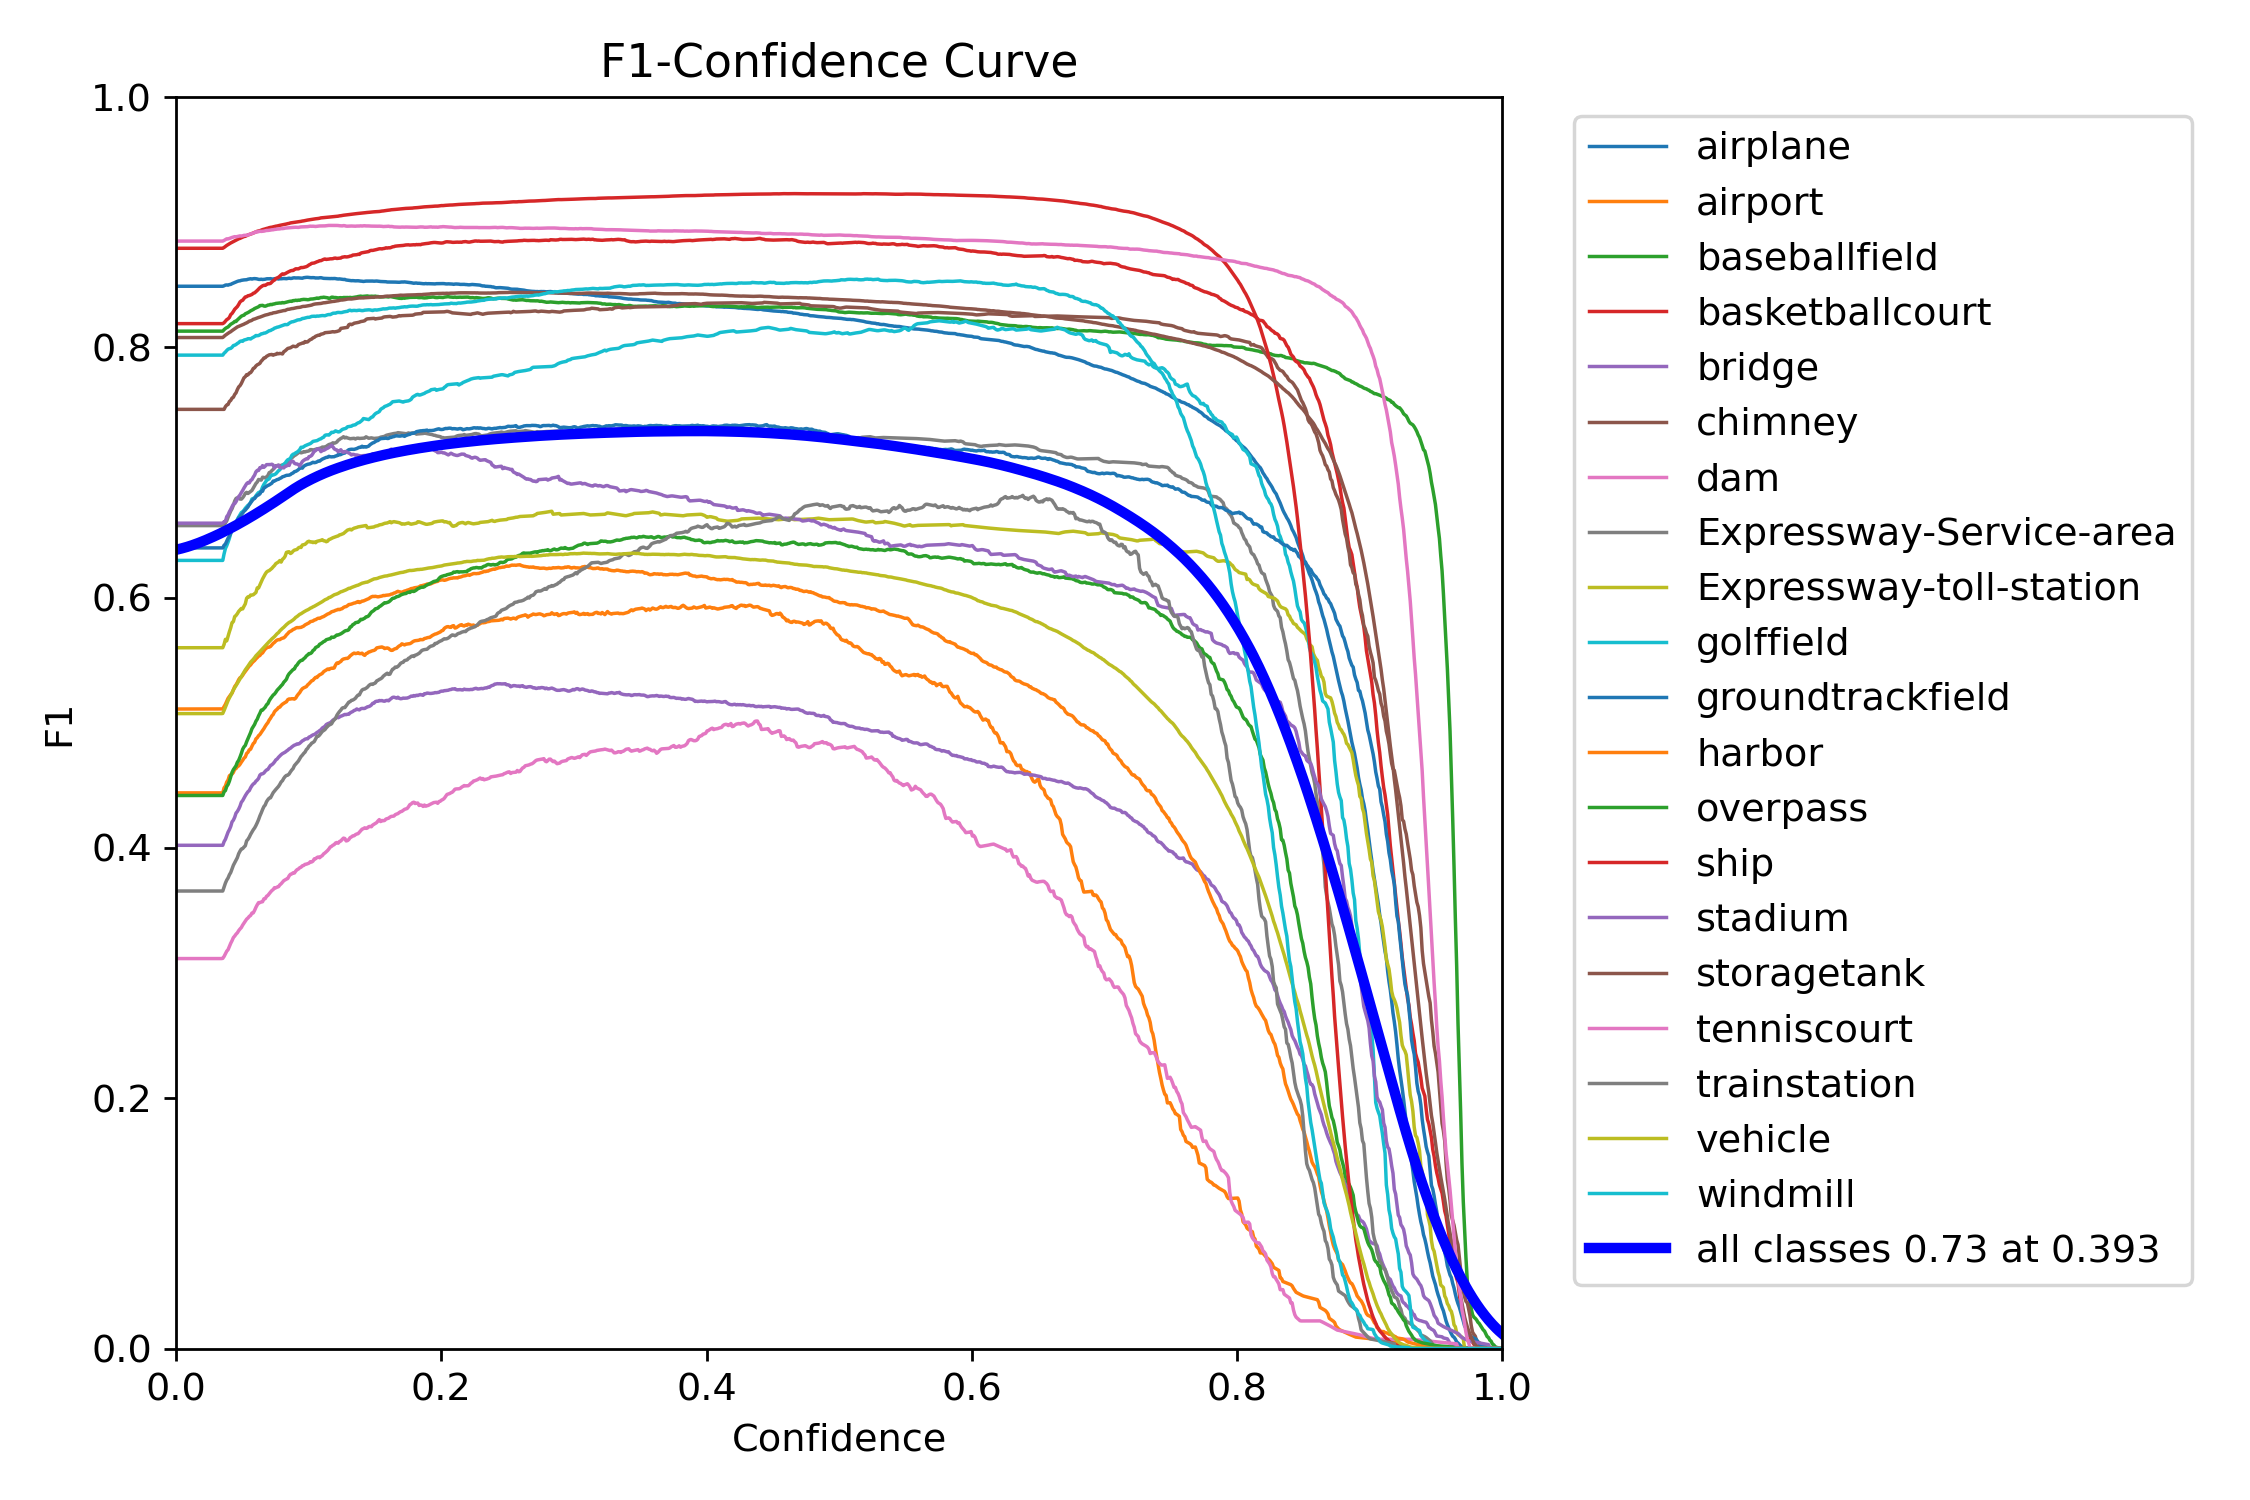 F1-Confidence Curve
1.0
0.8
0.6
0.4
0.2
0.0
F1
0.0 0.2 0.4 0.6 0.8 1.0
Confidence
airplane
airport
baseballfield
basketballcourt
bridge
chimney
dam
Expressway-Service-area
Expressway-toll-station
golffield
groundtrackfield
harbor
overpass
ship
stadium
storagetank
tenniscourt
trainstation
vehicle
windmill
all classes 0.73 at 0.393